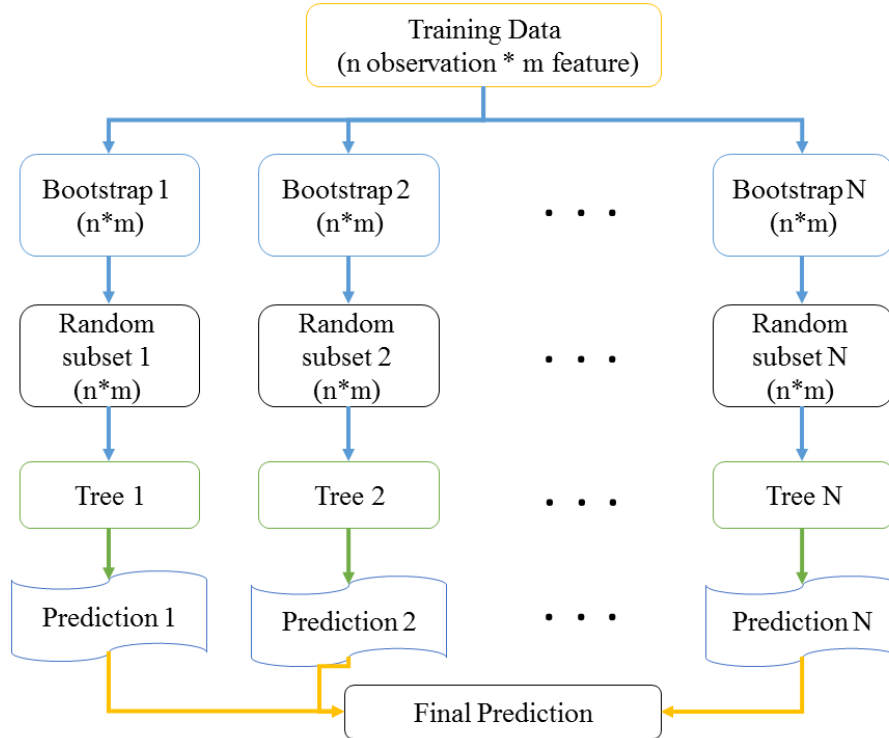 Training Data
(n observation * m feature)
Bootstrap 1
(n*m)
Bootstrap 2
(n*m)
. . .
Bootstrap N
(n*m)
Random
subset 1
(n*m)
Random
subset 2
(n*m)
. . .
Random
subset N
(n*m)
Tree 1
Tree 2
. . .
Tree N
Prediction 1
Prediction 2
. . .
Prediction N
Final Prediction